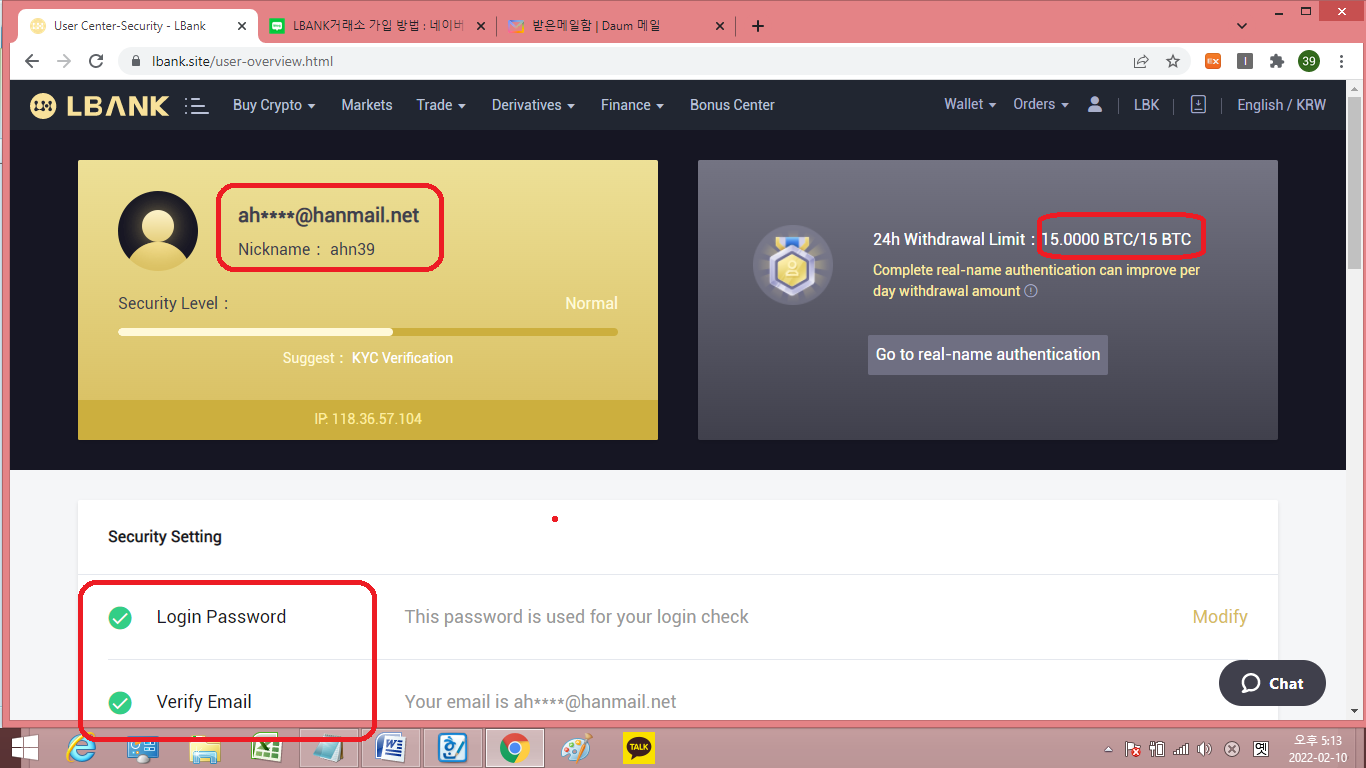 User Center-Security - LBank
LBANK거래소 가입 방법 : 네이버
받은메일함 | Daum 메일
lbank.site/user-overview.html
39
LBANK
Buy Crypto
Markets
Trade
Derivatives
Finance
Bonus Center
Wallet
Orders
LBK
English / KRW
ah****@hanmail.net
Nickname : ahn39
Security Level :
Normal
Suggest : KYC Verification
IP: 118.36.57.104
24h Withdrawal Limit : 15.0000 BTC/15 BTC
Complete real-name authentication can improve per
day withdrawal amount
Go to real-name authentication
Security Setting
Login Password
This password is used for your login check
Modify
Verify Email
Your email is ah****@hanmail.net
Chat
TALK
오후 5:13
2022-02-10